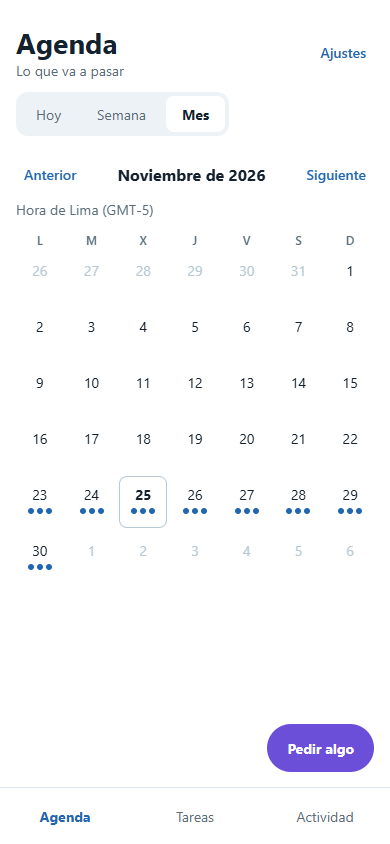 Agenda
Ajustes
Lo que va a pasar
Hoy Semana Mes
Anterior Noviembre de 2026 Siguiente
Hora de Lima (GMT-5)
L M X J V S D
26 27 28 29 30 31 1
2 3 4 5 6 7 8
9 10 11 12 13 14 15
16 17 18 19 20 21 22
23 24 25 26 27 28 29
30 1 2 3 4 5 6
Pedir algo
Agenda Tareas Actividad